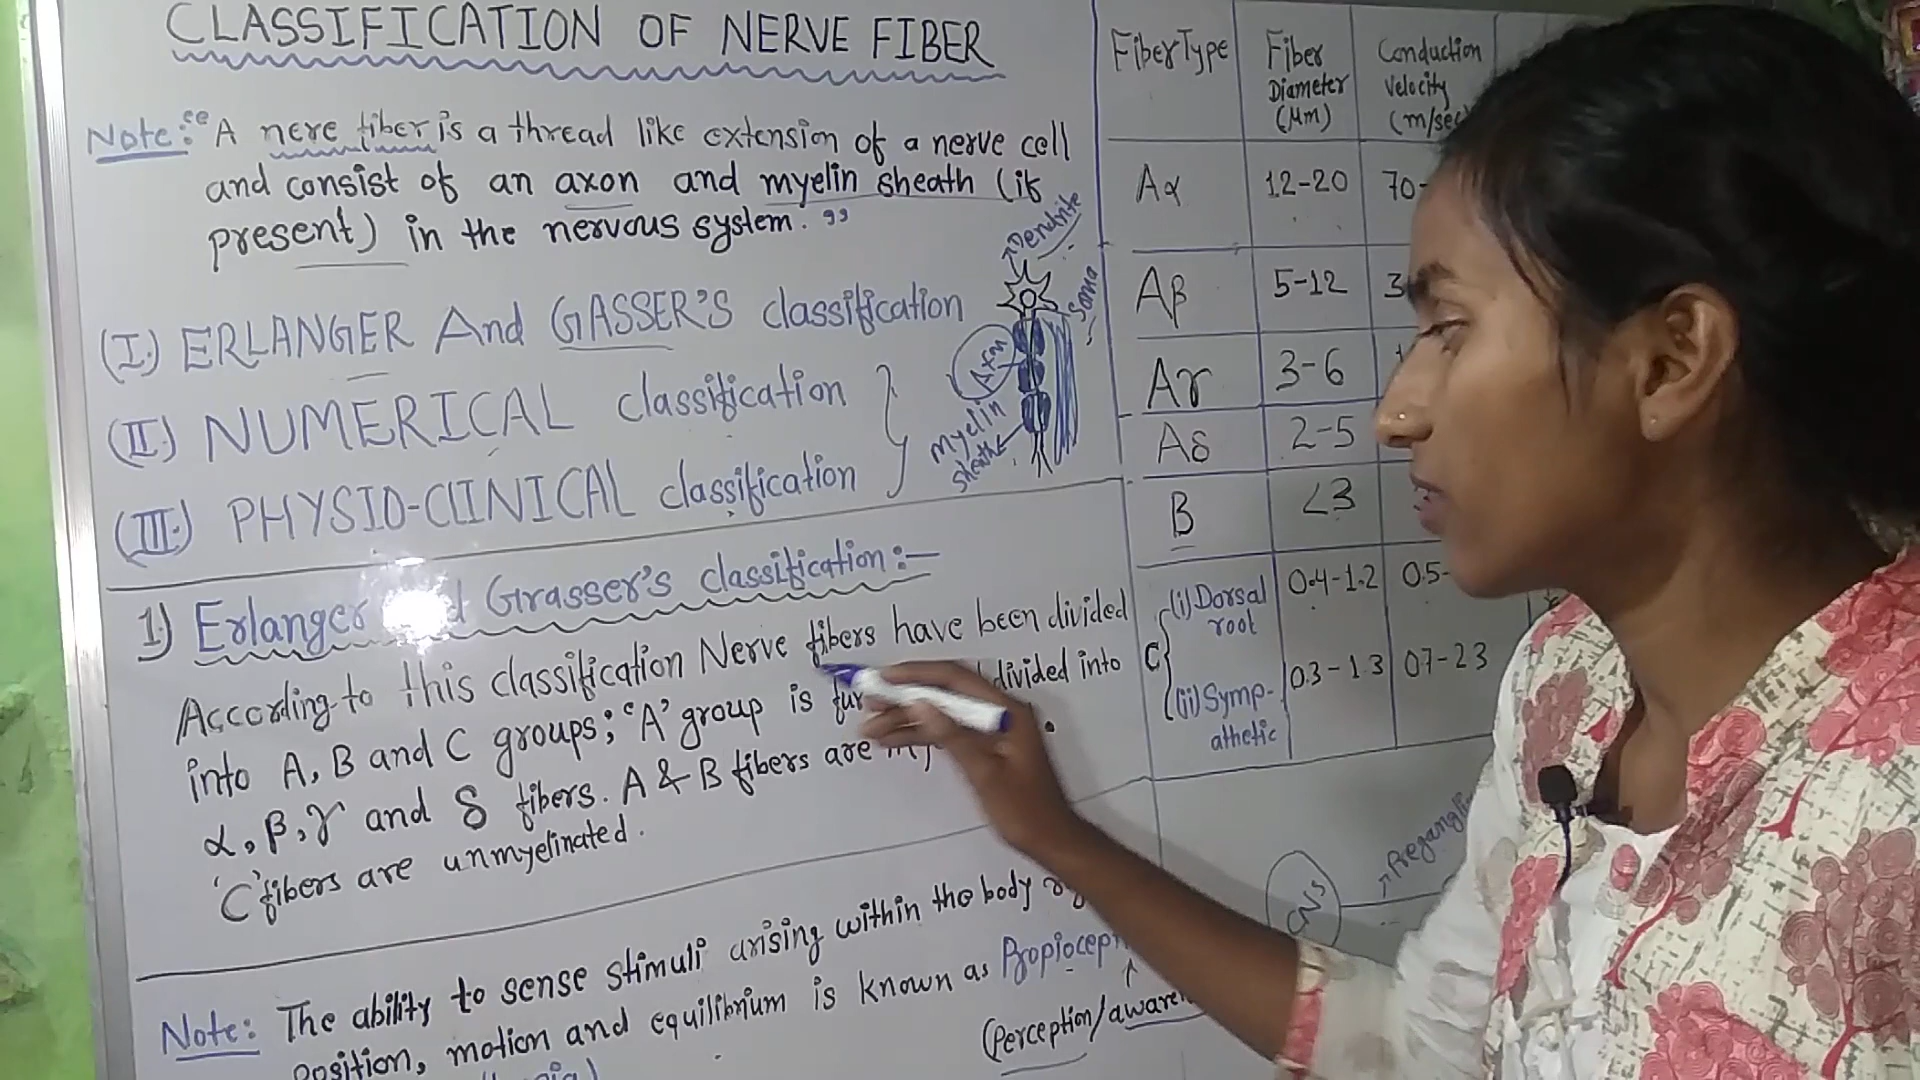 CLASSIFICATION OF NERVE FIBER
Note: "A nere fiber is a thread like extension of a nerve cell
and consist of an axon and myelin sheath (if
present) in the nervous system."
(I.) ERLANGER And GASSER'S classification
(II.) NUMERICAL classification
(III.) PHYSIO-CLINICAL classification
Dendrite
Soma
Axon
myelin
sheath
1) Erlanger Grasser's classification:-
According to this classification Nerve fibers have been divided
into A, B and C groups; 'A' group is divided into
α, β, γ and δ fibers. A & B fibers are
'C' fibers are unmyelinated.
Note: The ability to sense stimuli arising within the body
position, motion and equilibrium is known as
(Perception/
Fiber Type Fiber Diameter (μm) Conduction Velocity
Aα 12-20 70-
Aβ 5-12 3
Aγ 3-6
Aδ 2-5
B <3
C (i) Dorsal root 0.4-1.2 0.5-
(ii) Symp-athetic 0.3-1.3 0.7-2.3
CNS